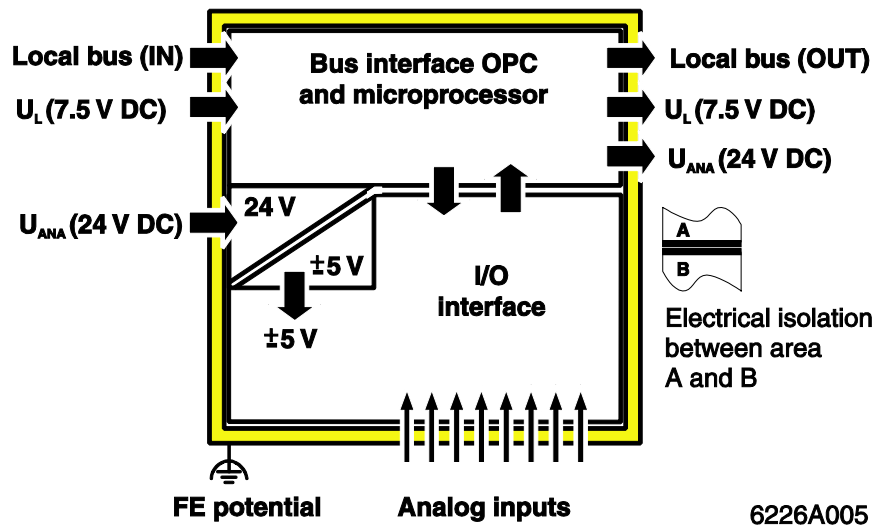 Local bus (IN)
Bus interface OPC
and microprocessor
Local bus (OUT)
UL (7.5 V DC)
UL (7.5 V DC)
UANA (24 V DC)
UANA (24 V DC)
24 V
±5 V
±5 V
I/O
interface
A
B
Electrical isolation
between area
A and B
FE potential
Analog inputs
6226A005